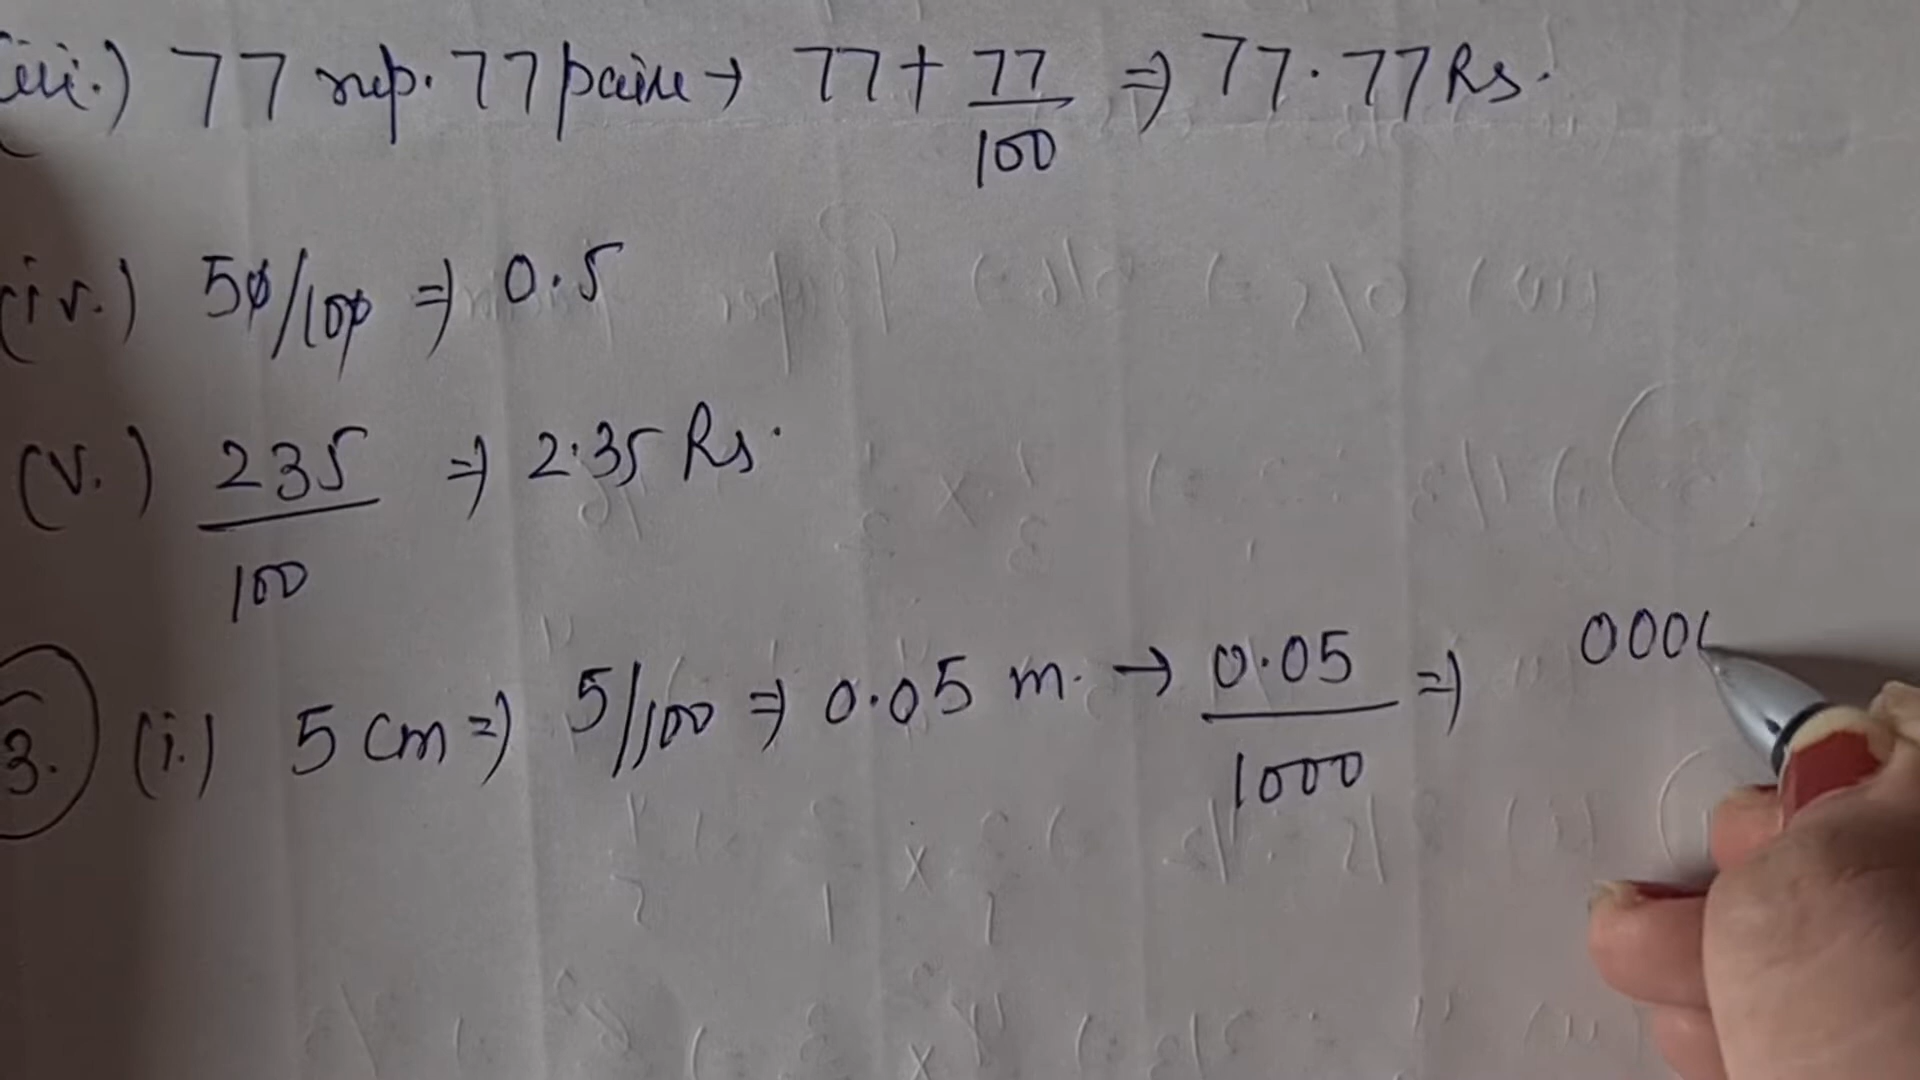 (iii.) 77 rup. 77 paise → 77 + 77/100 ⇒ 77.77 Rs.
(iv.) 50/100 ⇒ 0.5
(v.) 235/100 ⇒ 2.35 Rs.
3. (i.) 5 cm ⇒ 5/100 ⇒ 0.05 m. → 0.05/1000 ⇒ 000